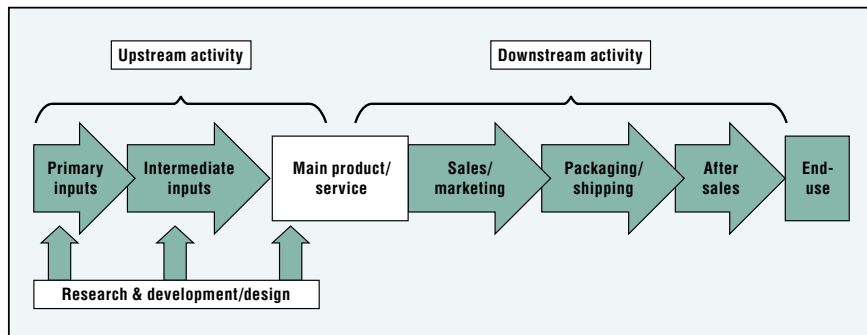 Upstream activity
Downstream activity
Primary
inputs
Intermediate
inputs
Main product/
service
Sales/
marketing
Packaging/
shipping
After
sales
End-
use
Research & development/design